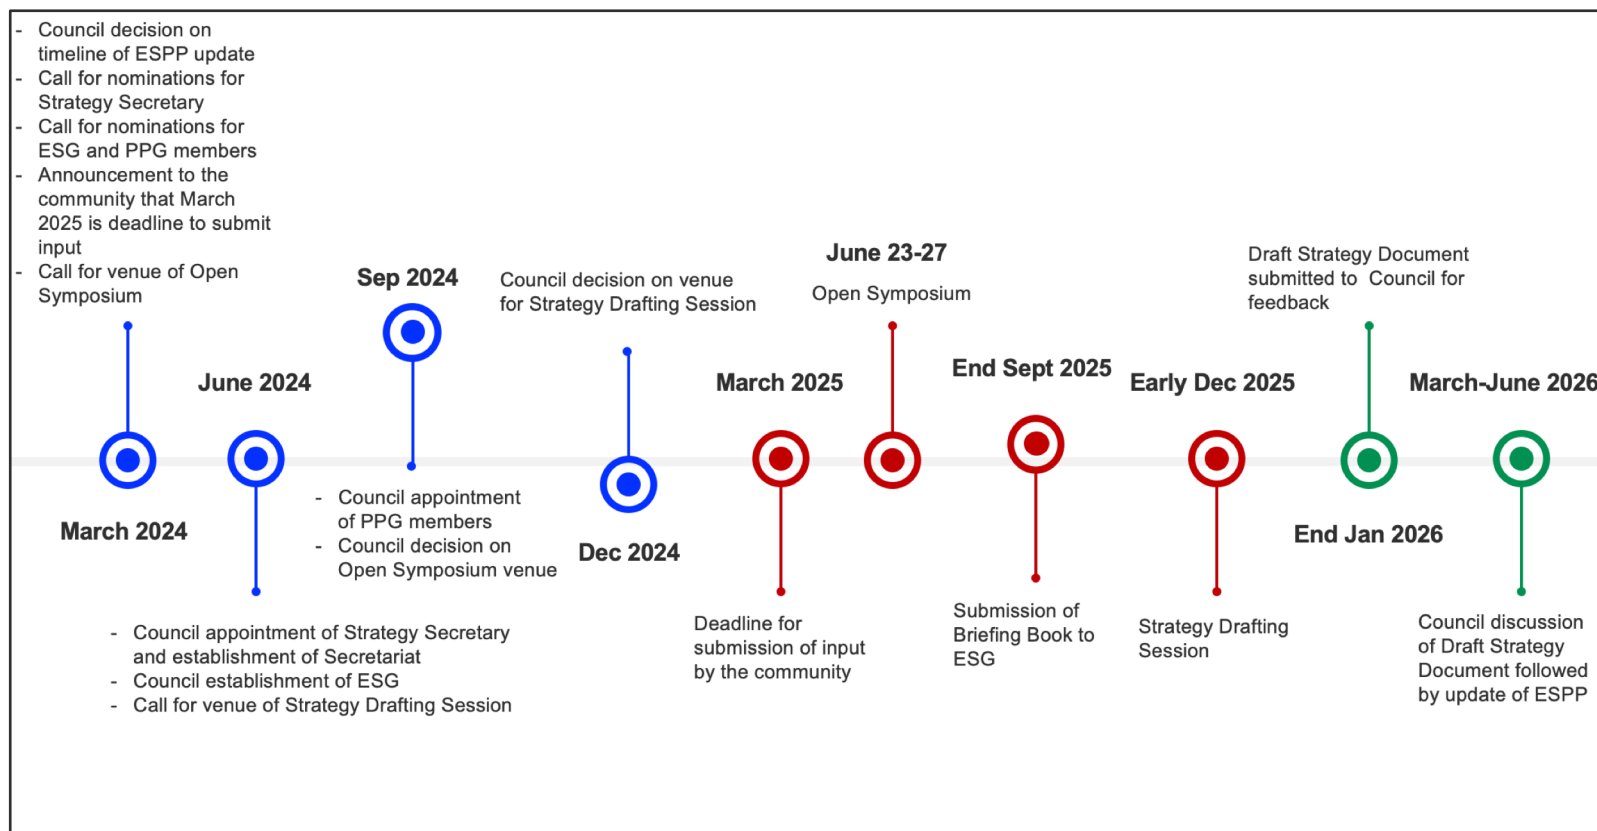 - Council decision on
timeline of ESPP update
- Call for nominations for
Strategy Secretary
- Call for nominations for
ESG and PPG members
- Announcement to the
community that March
2025 is deadline to submit
input
- Call for venue of Open
Symposium
March 2024
June 2024
- Council appointment of Strategy Secretary
and establishment of Secretariat
- Council establishment of ESG
- Call for venue of Strategy Drafting Session
Sep 2024
- Council appointment
of PPG members
- Council decision on
Open Symposium venue
Council decision on venue
for Strategy Drafting Session
Dec 2024
March 2025
Deadline for
submission of input
by the community
June 23-27
Open Symposium
End Sept 2025
Submission of
Briefing Book to
ESG
Early Dec 2025
Strategy Drafting
Session
Draft Strategy Document
submitted to Council for
feedback
End Jan 2026
March-June 2026
Council discussion
of Draft Strategy
Document followed
by update of ESPP